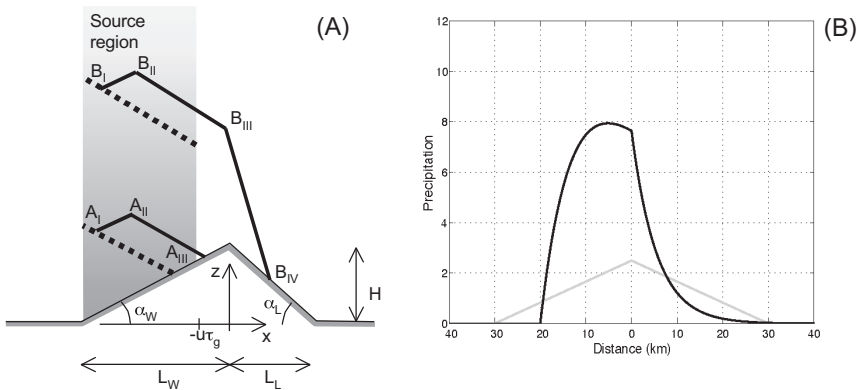 Source
region
(A)
B_I
B_II
B_III
A_I
A_II
A_III
B_IV
z
H
α_W
α_L
-uτ_g
x
L_W
L_L
(B)
12
10
8
6
4
2
0
Precipitation
40 30 20 10 0 10 20 30 40
Distance (km)